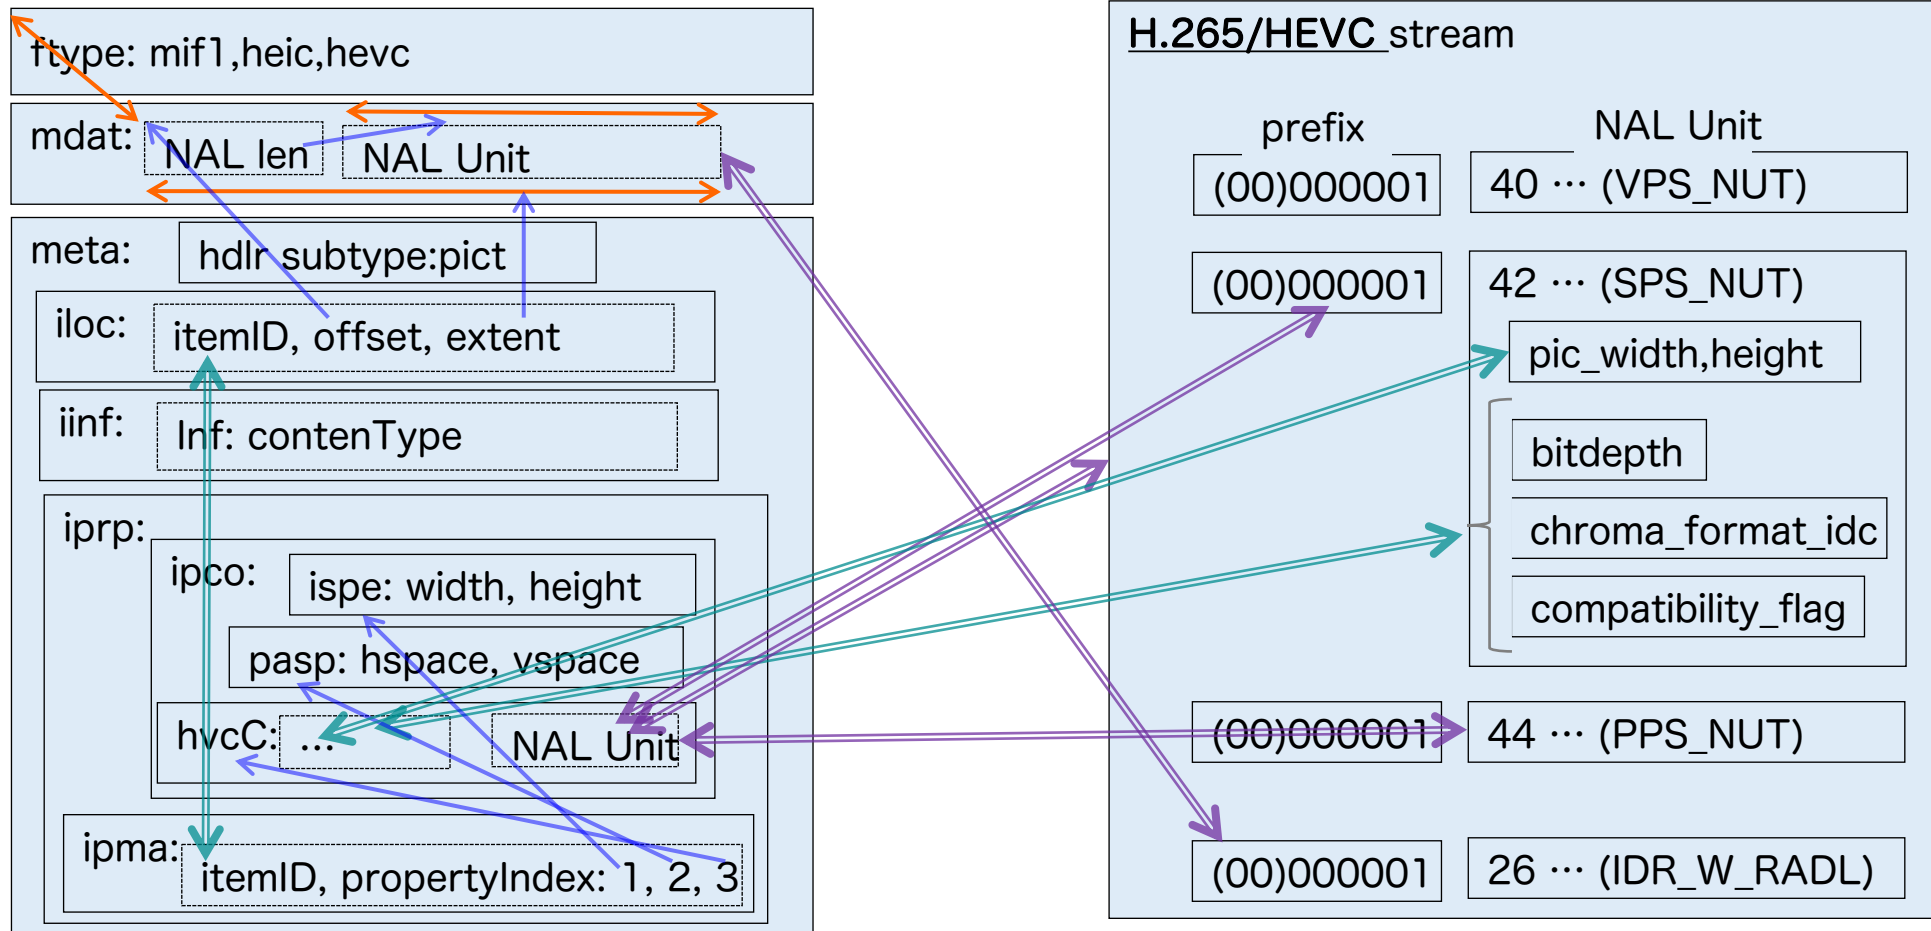 ftype: mif1,heic,hevc
mdat:
NAL len
NAL Unit
meta:
hdlr subtype:pict
iloc:
itemID, offset, extent
iinf:
Inf: contenType
iprp:
ipco:
ispe: width, height
pasp: hspace, vspace
hvcC:
...
NAL Unit
ipma:
itemID, propertyIndex: 1, 2, 3
H.265/HEVC stream
prefix
NAL Unit
(00)000001
40 … (VPS_NUT)
(00)000001
42 … (SPS_NUT)
pic_width,height
bitdepth
chroma_format_idc
compatibility_flag
(00)000001
44 … (PPS_NUT)
(00)000001
26 … (IDR_W_RADL)